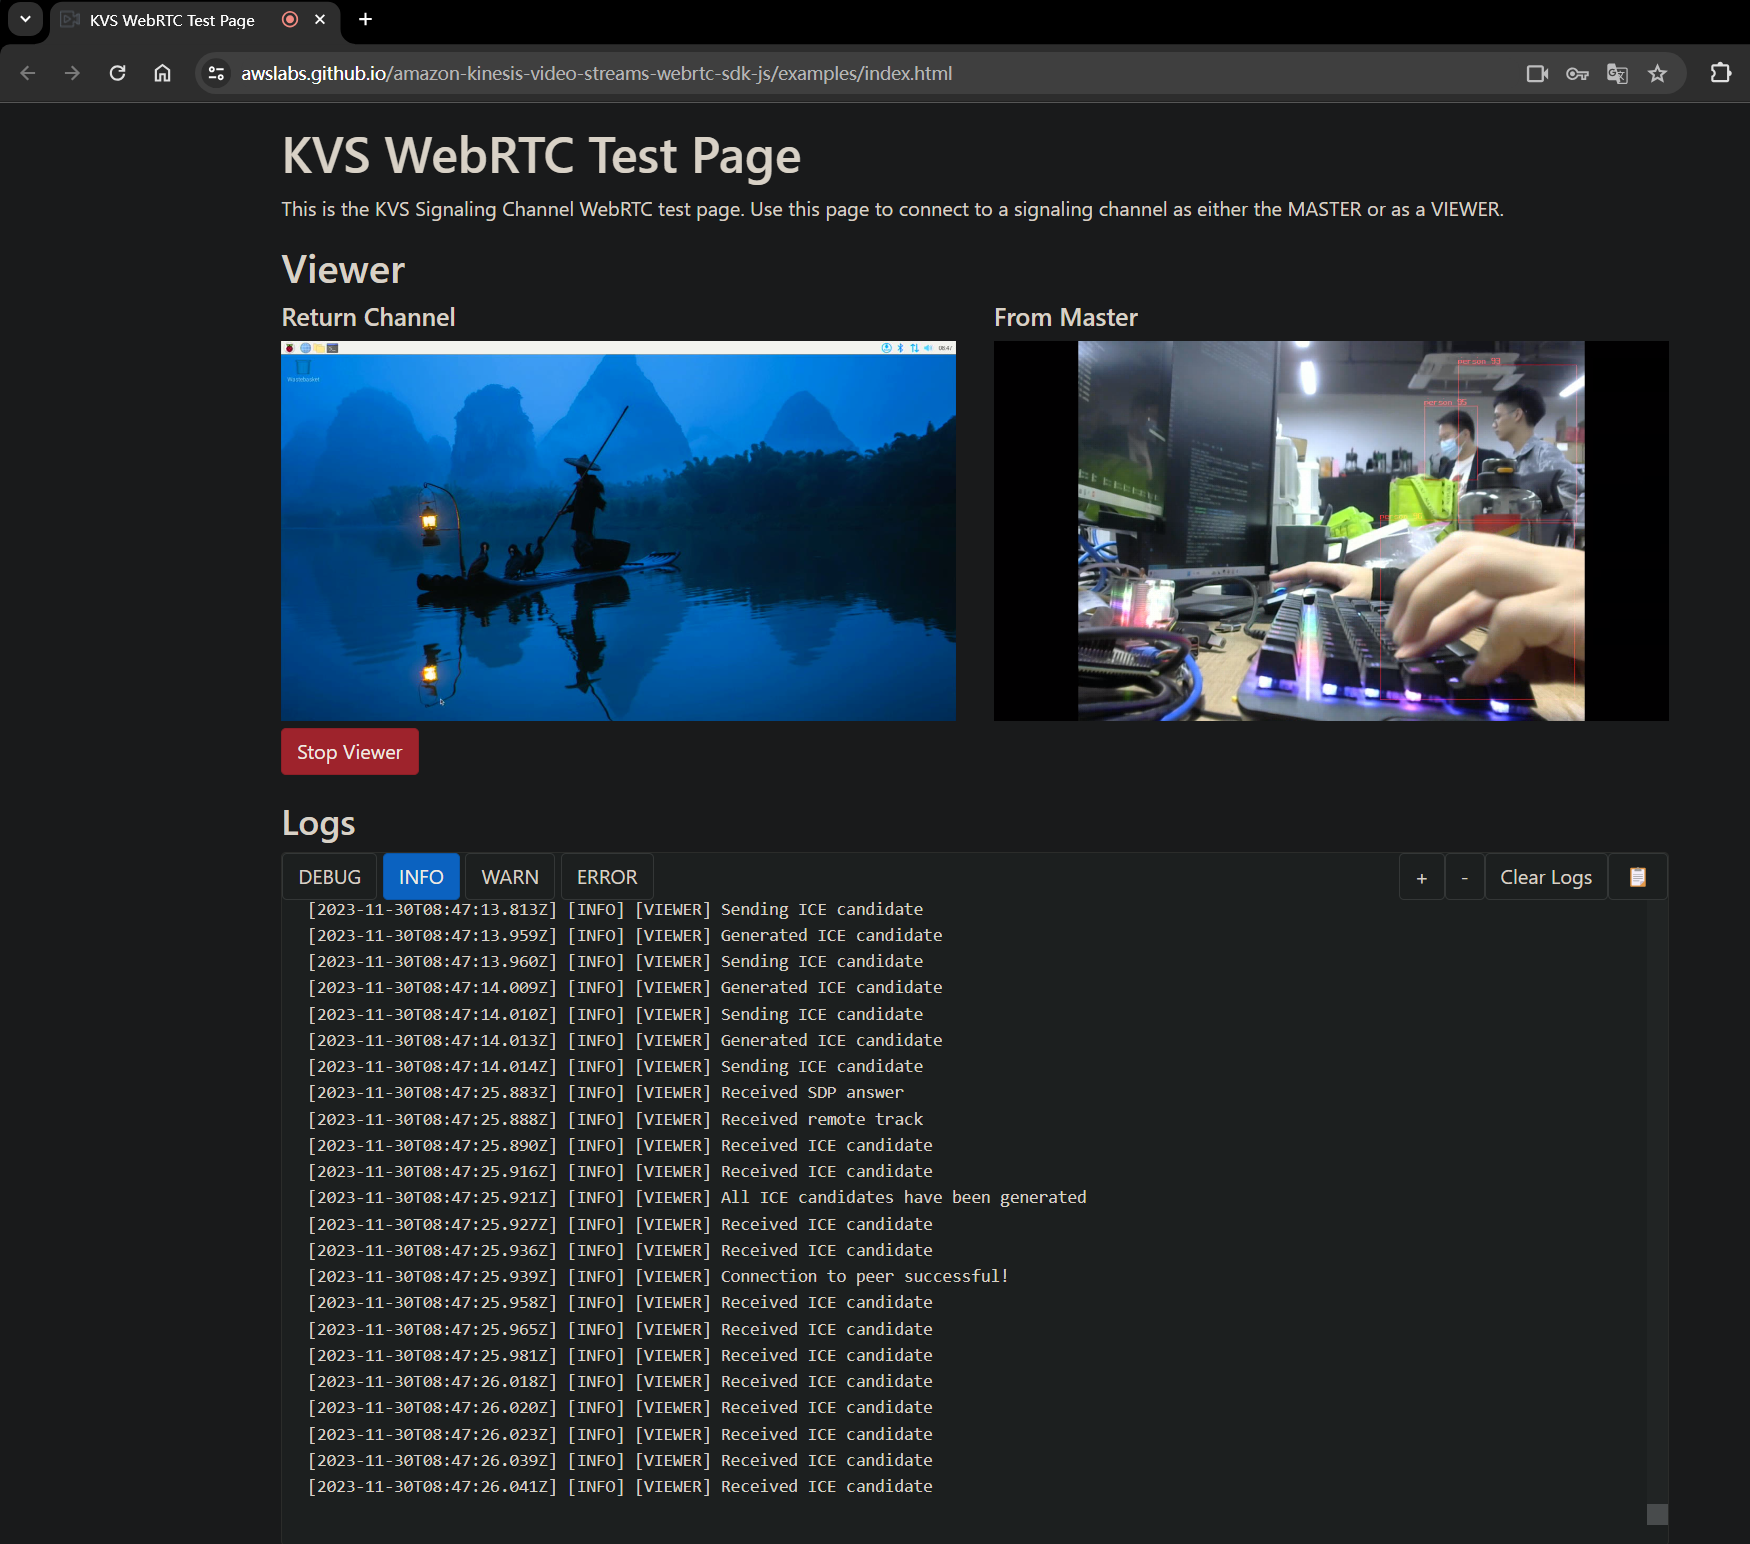 KVS WebRTC Test Page
awslabs.github.io/amazon-kinesis-video-streams-webrtc-sdk-js/examples/index.html
KVS WebRTC Test Page
This is the KVS Signaling Channel WebRTC test page. Use this page to connect to a signaling channel as either the MASTER or as a VIEWER.
Viewer
Return Channel
From Master
Wastebasket
person 99
person 95
Stop Viewer
Logs
DEBUG INFO WARN ERROR + - Clear Logs
[2023-11-30T08:47:13.813Z] [INFO] [VIEWER] Sending ICE candidate
[2023-11-30T08:47:13.959Z] [INFO] [VIEWER] Generated ICE candidate
[2023-11-30T08:47:13.960Z] [INFO] [VIEWER] Sending ICE candidate
[2023-11-30T08:47:14.009Z] [INFO] [VIEWER] Generated ICE candidate
[2023-11-30T08:47:14.010Z] [INFO] [VIEWER] Sending ICE candidate
[2023-11-30T08:47:14.013Z] [INFO] [VIEWER] Generated ICE candidate
[2023-11-30T08:47:14.014Z] [INFO] [VIEWER] Sending ICE candidate
[2023-11-30T08:47:25.883Z] [INFO] [VIEWER] Received SDP answer
[2023-11-30T08:47:25.888Z] [INFO] [VIEWER] Received remote track
[2023-11-30T08:47:25.890Z] [INFO] [VIEWER] Received ICE candidate
[2023-11-30T08:47:25.916Z] [INFO] [VIEWER] Received ICE candidate
[2023-11-30T08:47:25.921Z] [INFO] [VIEWER] All ICE candidates have been generated
[2023-11-30T08:47:25.927Z] [INFO] [VIEWER] Received ICE candidate
[2023-11-30T08:47:25.936Z] [INFO] [VIEWER] Received ICE candidate
[2023-11-30T08:47:25.939Z] [INFO] [VIEWER] Connection to peer successful!
[2023-11-30T08:47:25.958Z] [INFO] [VIEWER] Received ICE candidate
[2023-11-30T08:47:25.965Z] [INFO] [VIEWER] Received ICE candidate
[2023-11-30T08:47:25.981Z] [INFO] [VIEWER] Received ICE candidate
[2023-11-30T08:47:26.018Z] [INFO] [VIEWER] Received ICE candidate
[2023-11-30T08:47:26.020Z] [INFO] [VIEWER] Received ICE candidate
[2023-11-30T08:47:26.023Z] [INFO] [VIEWER] Received ICE candidate
[2023-11-30T08:47:26.039Z] [INFO] [VIEWER] Received ICE candidate
[2023-11-30T08:47:26.041Z] [INFO] [VIEWER] Received ICE candidate